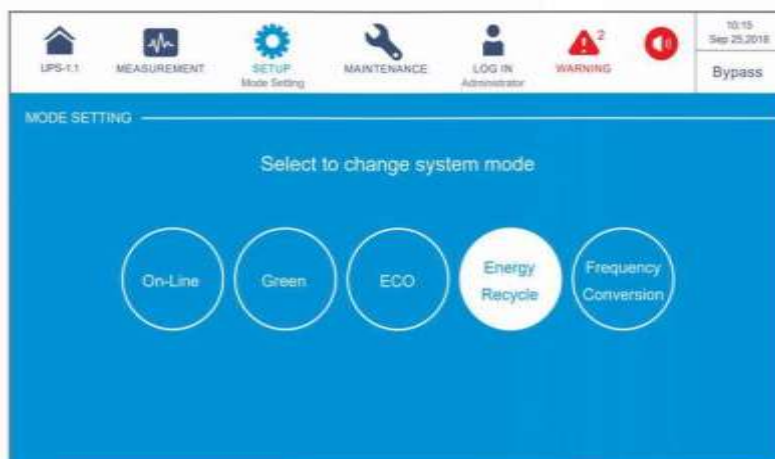 10:15
Sep 25,2018
UPS-1.1
MEASUREMENT
SETUP
Mode Setting
MAINTENANCE
LOG IN
Administrator
2
WARNING
Bypass
MODE SETTING
Select to change system mode
On-Line
Green
ECO
Energy
Recycle
Frequency
Conversion